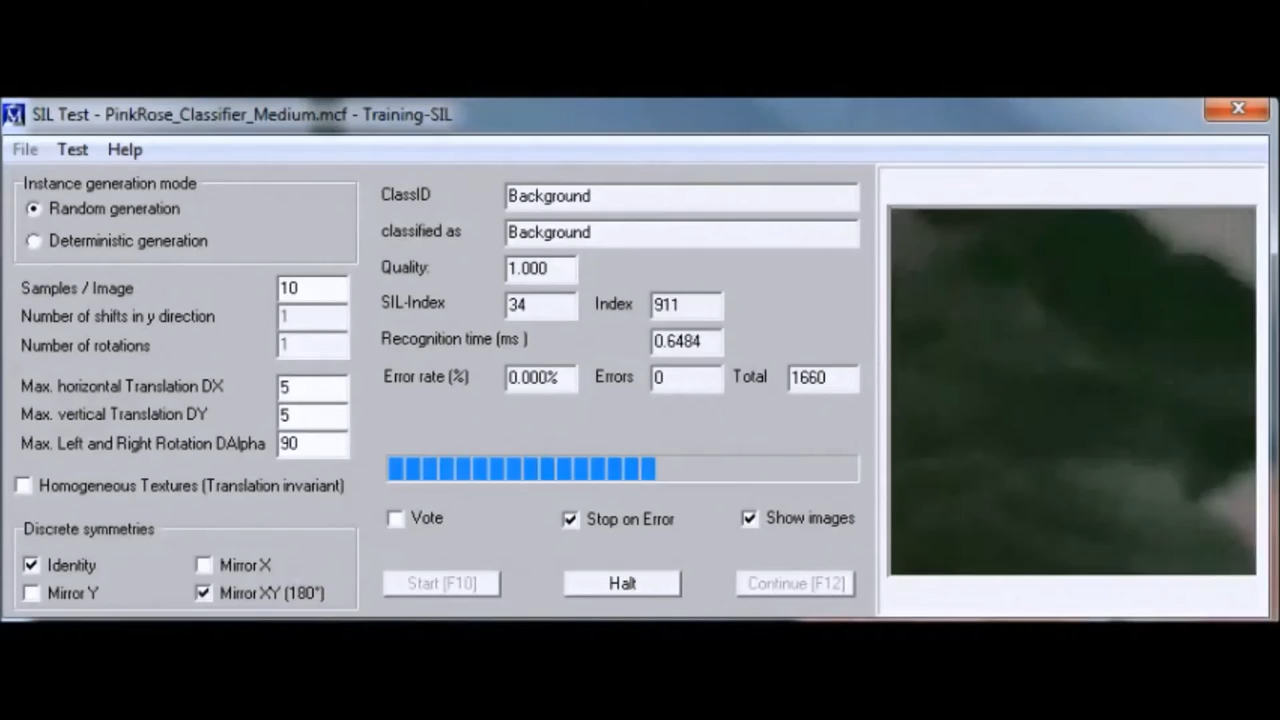 SIL Test - PinkRose_Classifier_Medium.mcf - Training-SIL
File Test Help
Instance generation mode
Random generation
Deterministic generation
Samples / Image 10
Number of shifts in y direction 1
Number of rotations 1
Max. horizontal Translation DX 5
Max. vertical Translation DY 5
Max. Left and Right Rotation DAlpha 90
Homogeneous Textures (Translation invariant)
Discrete symmetries
Identity Mirror X
Mirror Y Mirror XY (180°)
ClassID Background
classified as Background
Quality: 1.000
SIL-Index 34 Index 911
Recognition time (ms ) 0.6484
Error rate (%) 0.000% Errors 0 Total 1660
Vote Stop on Error Show images
Start [F10] Halt Continue [F12]